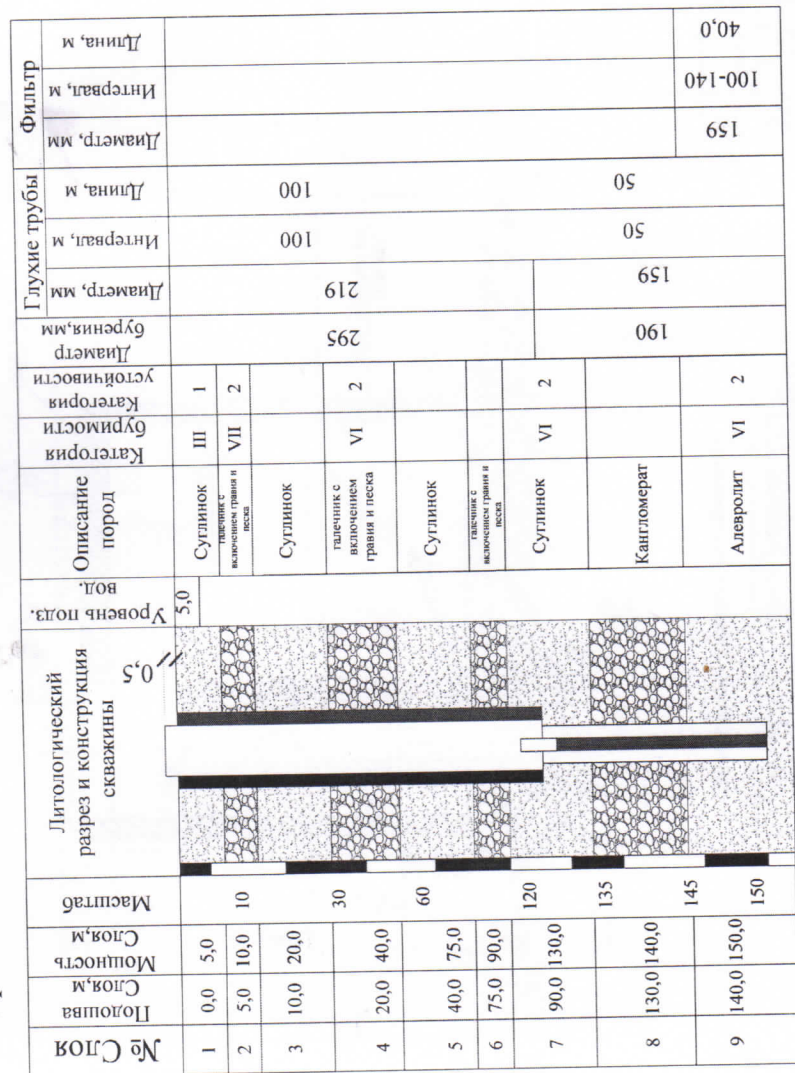 № Слоя
Подошва
Слоя,м
Мощность
Слоя,м
Масштаб
Литологический
разрез и конструкция
скважины
Уровень подз.
вод.
Описание
пород
Категория
буримости
Категория
устойчивости
Диаметр
бурения,мм
Глухие трубы
Диаметр, мм
Интервал, м
Длина, м
Фильтр
Диаметр, мм
Интервал, м
Длина, м
0,5
5,0
1
0,0
5,0
Суглинок
III
1
2
5,0
10,0
10
галечник с
включением гравия и
песка
VII
2
3
10,0
20,0
Суглинок
4
20,0
40,0
30
галечник с
включением
гравия и песка
VI
2
295
219
100
100
5
40,0
75,0
60
Суглинок
6
75,0
90,0
галечник с
включением гравия и
песка
7
90,0
130,0
120
Суглинок
VI
2
8
130,0
140,0
135
Кангломерат
190
159
50
50
9
140,0
150,0
145
150
Алевролит
VI
2
159
100-140
40,0